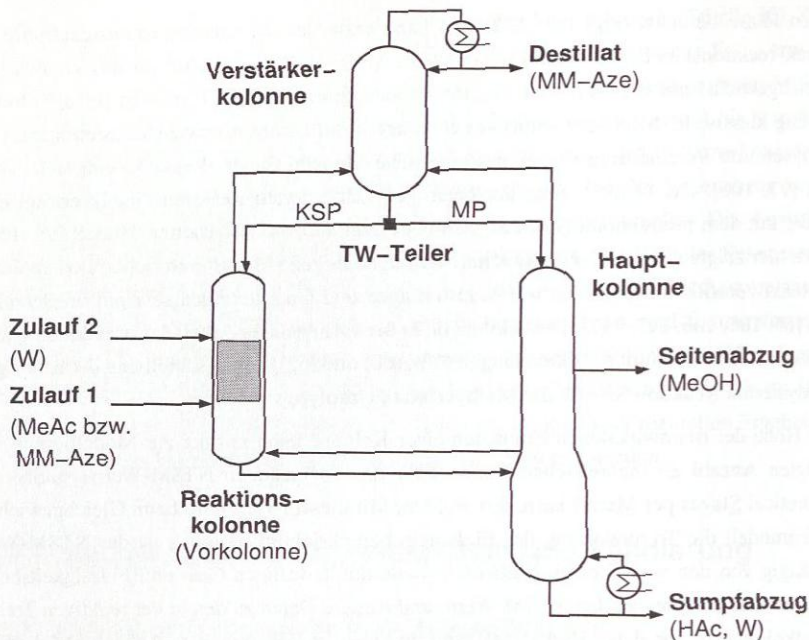 Verstärker-
kolonne
Destillat
(MM–Aze)
KSP
MP
TW–Teiler
Haupt–
kolonne
Zulauf 2
(W)
Zulauf 1
(MeAc bzw.
MM–Aze)
Seitenabzug
(MeOH)
Reaktions-
kolonne
(Vorkolonne)
Sumpfabzug
(HAc, W)